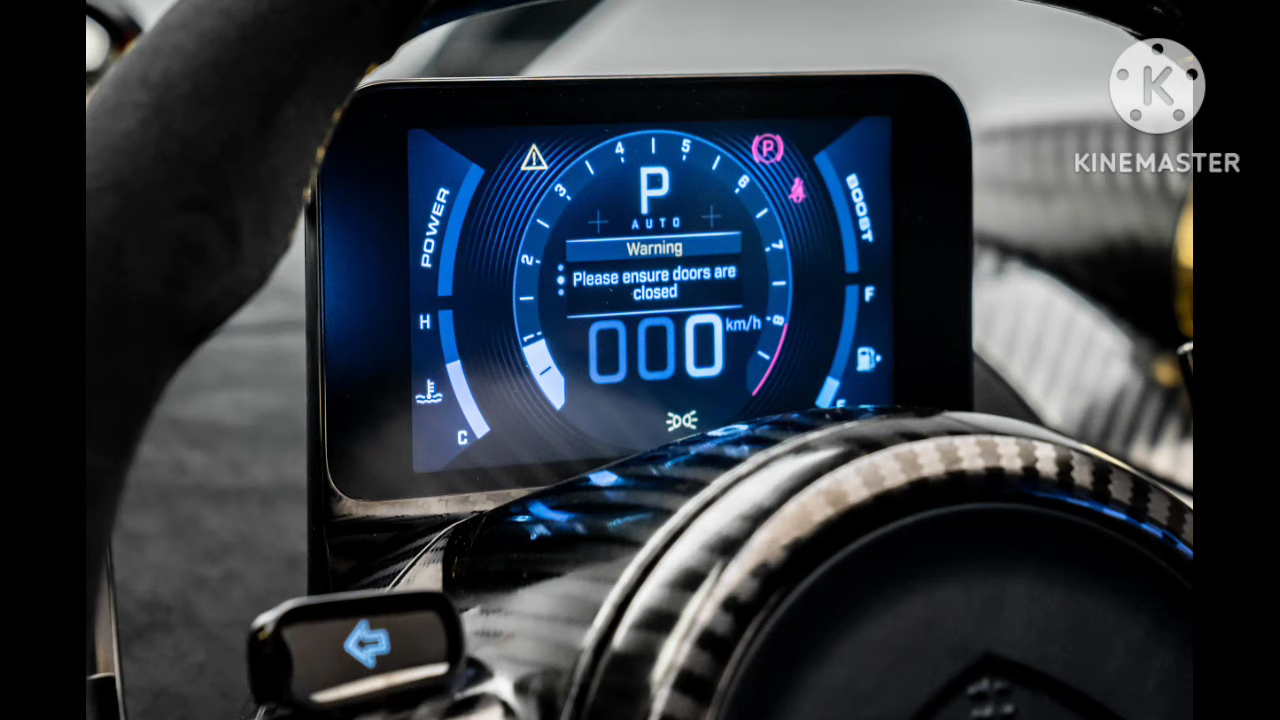 K
KINEMASTER
4
5
P
3
P
6
AUTO
POWER
BOOST
Warning
2
7
Please ensure doors are
closed
F
H
1
000
km/h
8
C